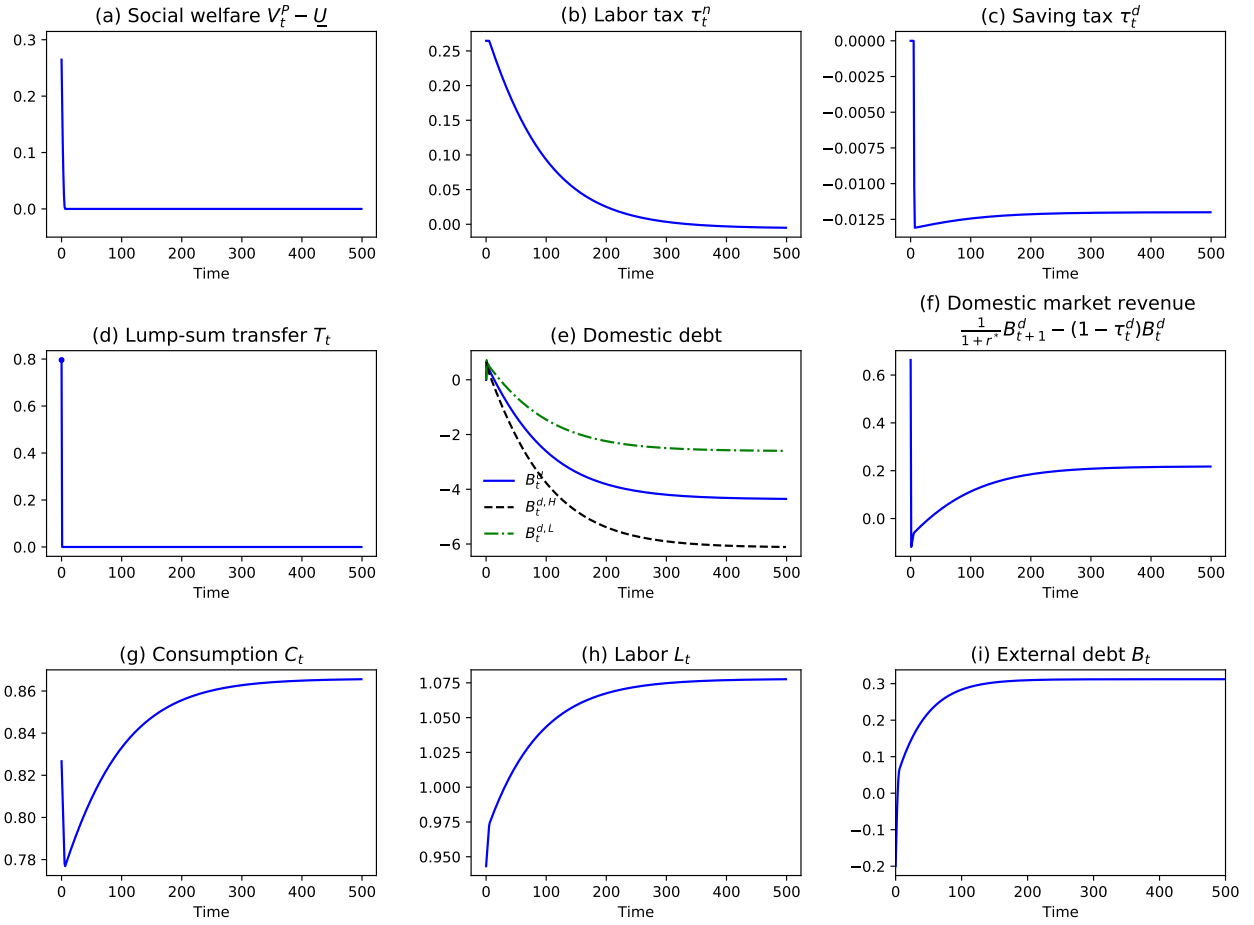 (a) Social welfare $V_t^P - \underline{U}$
0.3
0.2
0.1
0.0
0 100 200 300 400 500
Time
(b) Labor tax $\tau_t^n$
0.25
0.20
0.15
0.10
0.05
0.00
0 100 200 300 400 500
Time
(c) Saving tax $\tau_t^d$
0.0000
−0.0025
−0.0050
−0.0075
−0.0100
−0.0125
0 100 200 300 400 500
Time
(d) Lump-sum transfer $T_t$
0.8
0.6
0.4
0.2
0.0
0 100 200 300 400 500
Time
(e) Domestic debt
0
−2
−4
−6
$B_t^d$
$B_t^{d,H}$
$B_t^{d,L}$
0 100 200 300 400 500
Time
(f) Domestic market revenue
$\frac{1}{1+r^*}B_{t+1}^d - (1-\tau_t^d)B_t^d$
0.6
0.4
0.2
0.0
0 100 200 300 400 500
Time
(g) Consumption $C_t$
0.86
0.84
0.82
0.80
0.78
0 100 200 300 400 500
Time
(h) Labor $L_t$
1.075
1.050
1.025
1.000
0.975
0.950
0 100 200 300 400 500
Time
(i) External debt $B_t$
0.3
0.2
0.1
0.0
−0.1
−0.2
0 100 200 300 400 500
Time